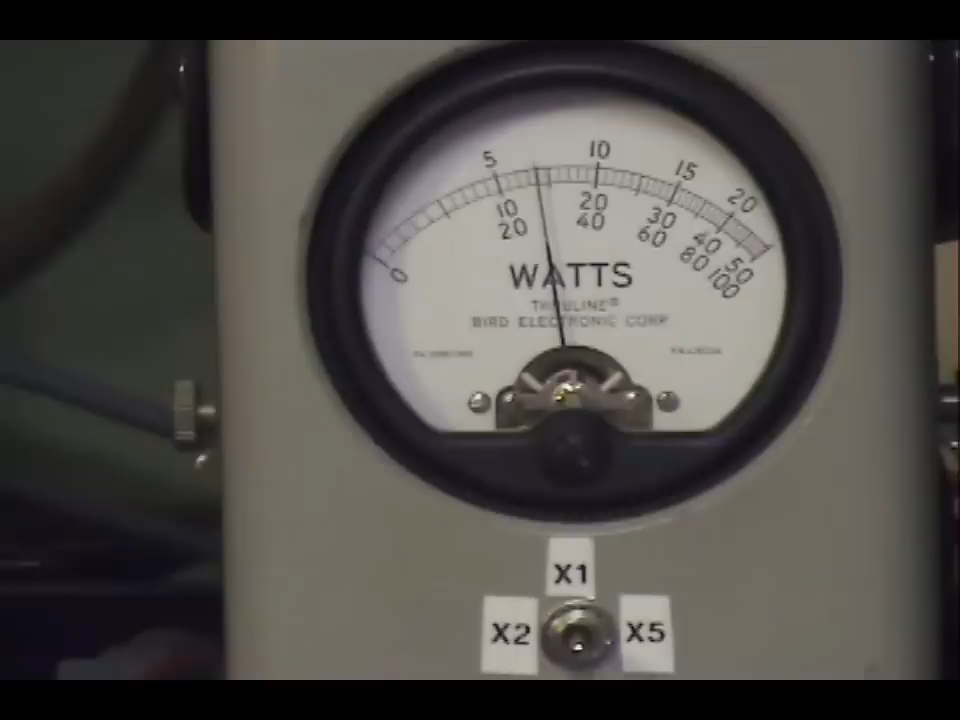 5 10 15 20
0 10 20 30 40 50
20 40 60 80 100
WATTS
THRULINE®
BIRD ELECTRONIC CORP
X1
X2 X5